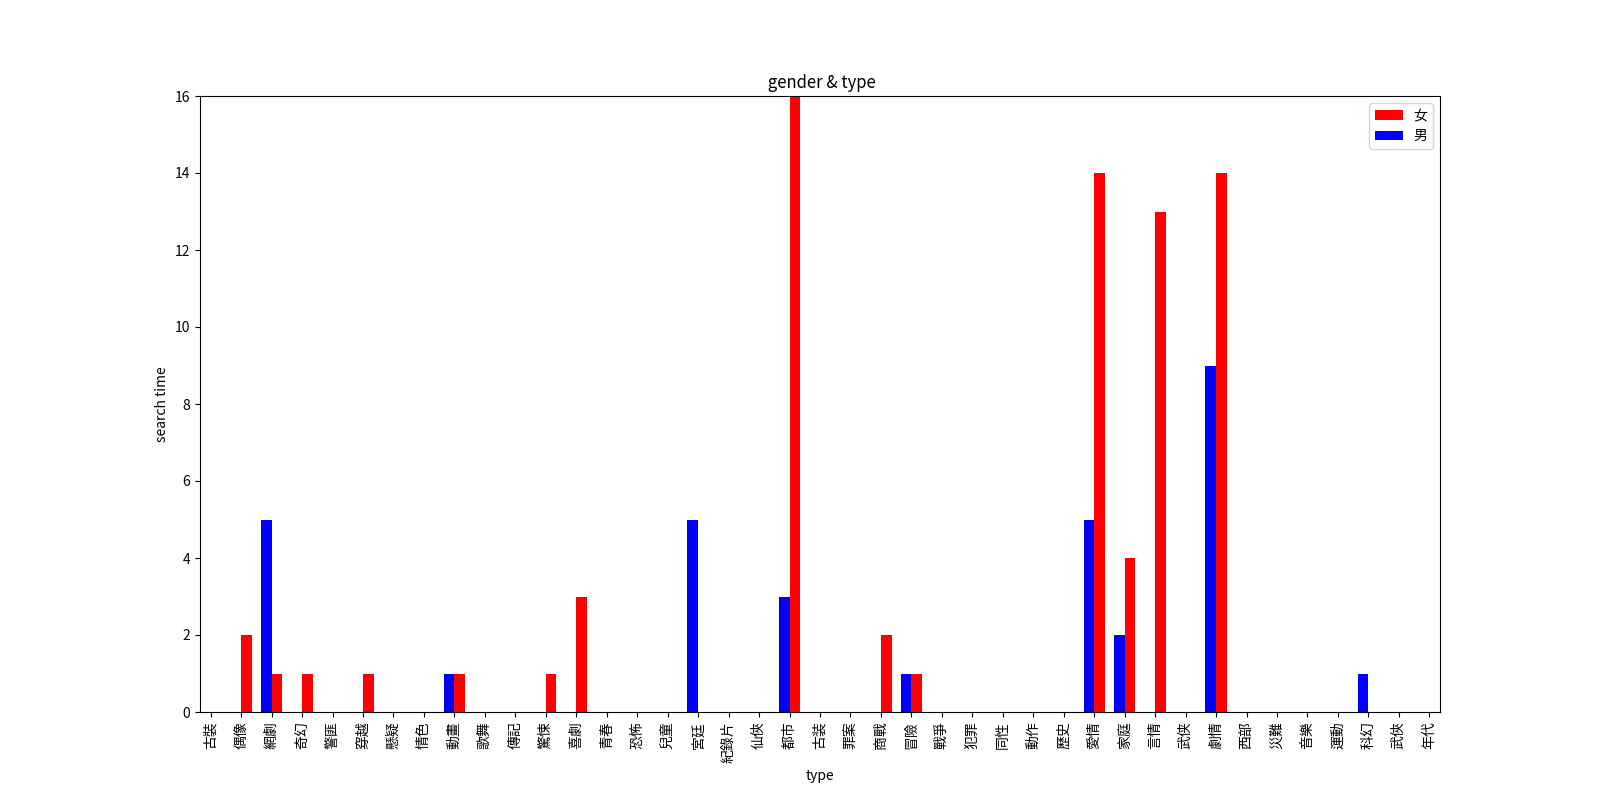 gender & type
16
14
12
10
8
6
4
2
0
search time
女
男
古裝
偶像
網劇
奇幻
警匪
穿越
懸疑
情色
動畫
歌舞
傳記
驚悚
喜劇
青春
恐怖
兒童
宮廷
紀錄片
仙俠
都市
古装
罪案
商戰
冒險
戰爭
犯罪
同性
動作
歷史
愛情
家庭
言情
武侠
劇情
西部
災難
音樂
運動
科幻
武俠
年代
type